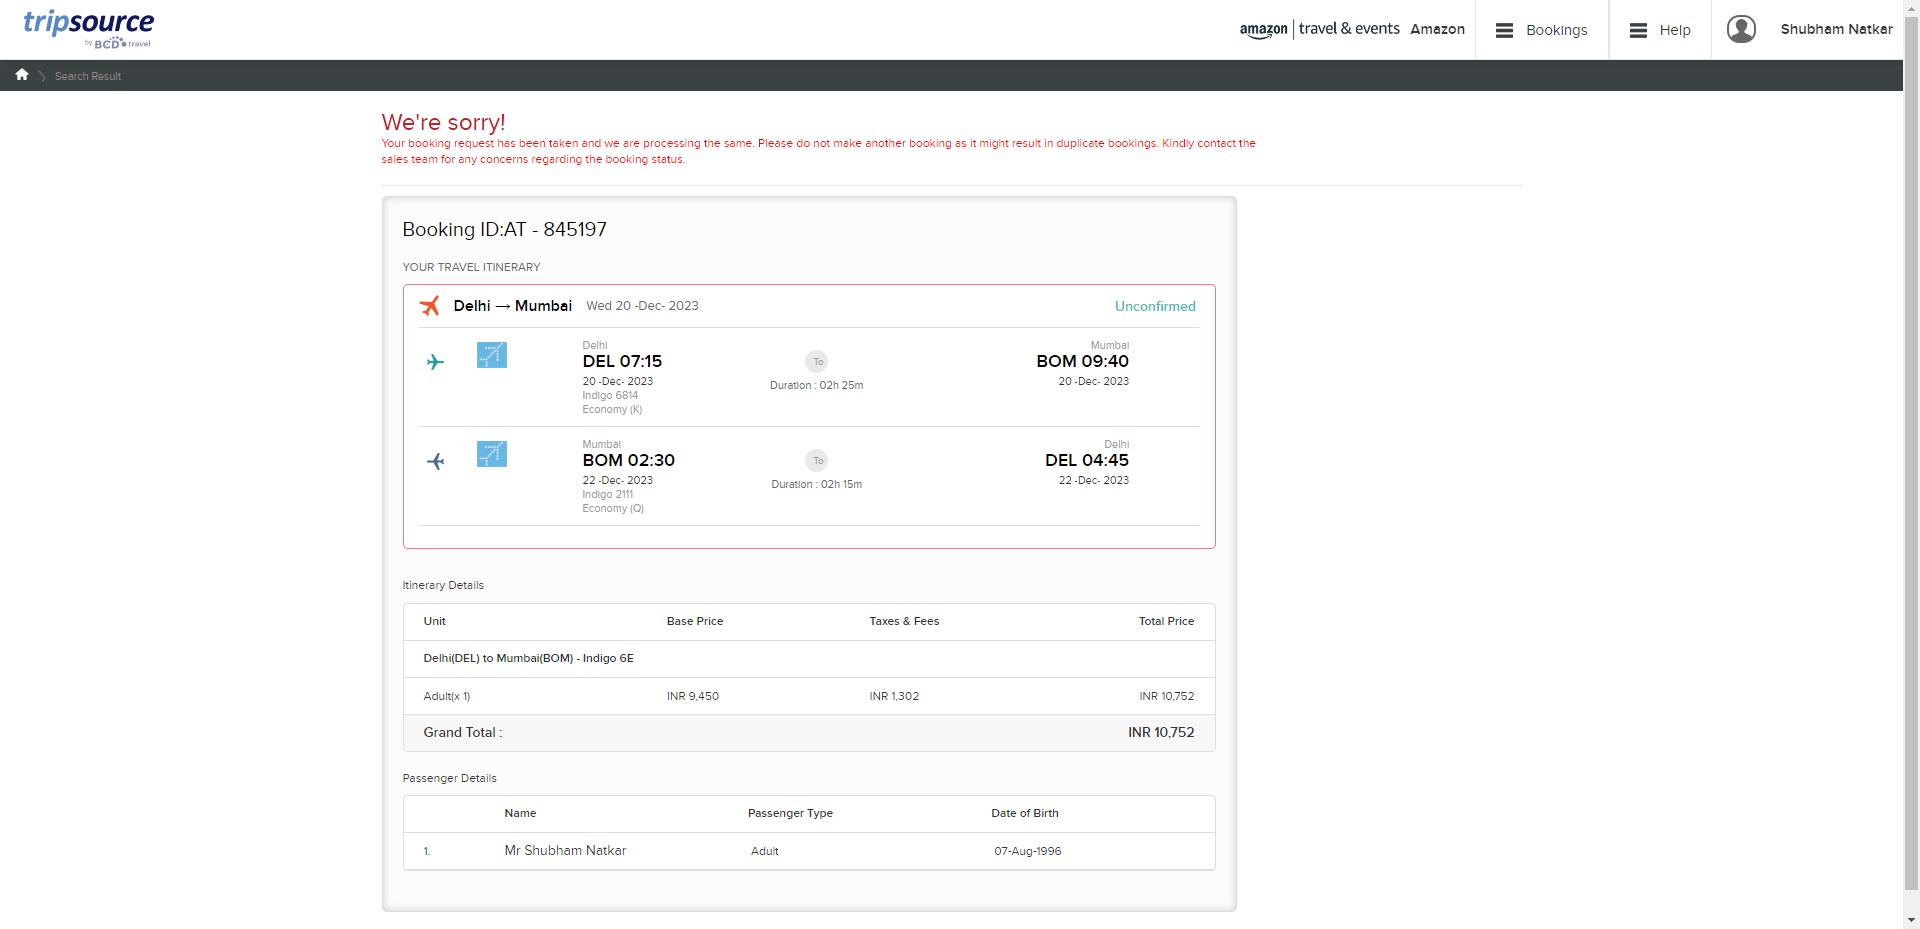 tripsource
by BCD travel
amazon | travel & events Amazon
Bookings
Help
Shubham Natkar
Search Result
We're sorry!
Your booking request has been taken and we are processing the same. Please do not make another booking as it might result in duplicate bookings. Kindly contact the
sales team for any concerns regarding the booking status.
Booking ID:AT - 845197
YOUR TRAVEL ITINERARY
Delhi → Mumbai Wed 20 -Dec- 2023 Unconfirmed
Delhi Mumbai
DEL 07:15 To BOM 09:40
20 -Dec- 2023 Duration : 02h 25m 20 -Dec- 2023
Indigo 6814
Economy (K)
Mumbai Delhi
BOM 02:30 To DEL 04:45
22 -Dec- 2023 Duration : 02h 15m 22 -Dec- 2023
Indigo 2111
Economy (Q)
Itinerary Details
Unit Base Price Taxes & Fees Total Price
Delhi(DEL) to Mumbai(BOM) - Indigo 6E
Adult(x 1) INR 9,450 INR 1,302 INR 10,752
Grand Total : INR 10,752
Passenger Details
Name Passenger Type Date of Birth
1. Mr Shubham Natkar Adult 07-Aug-1996